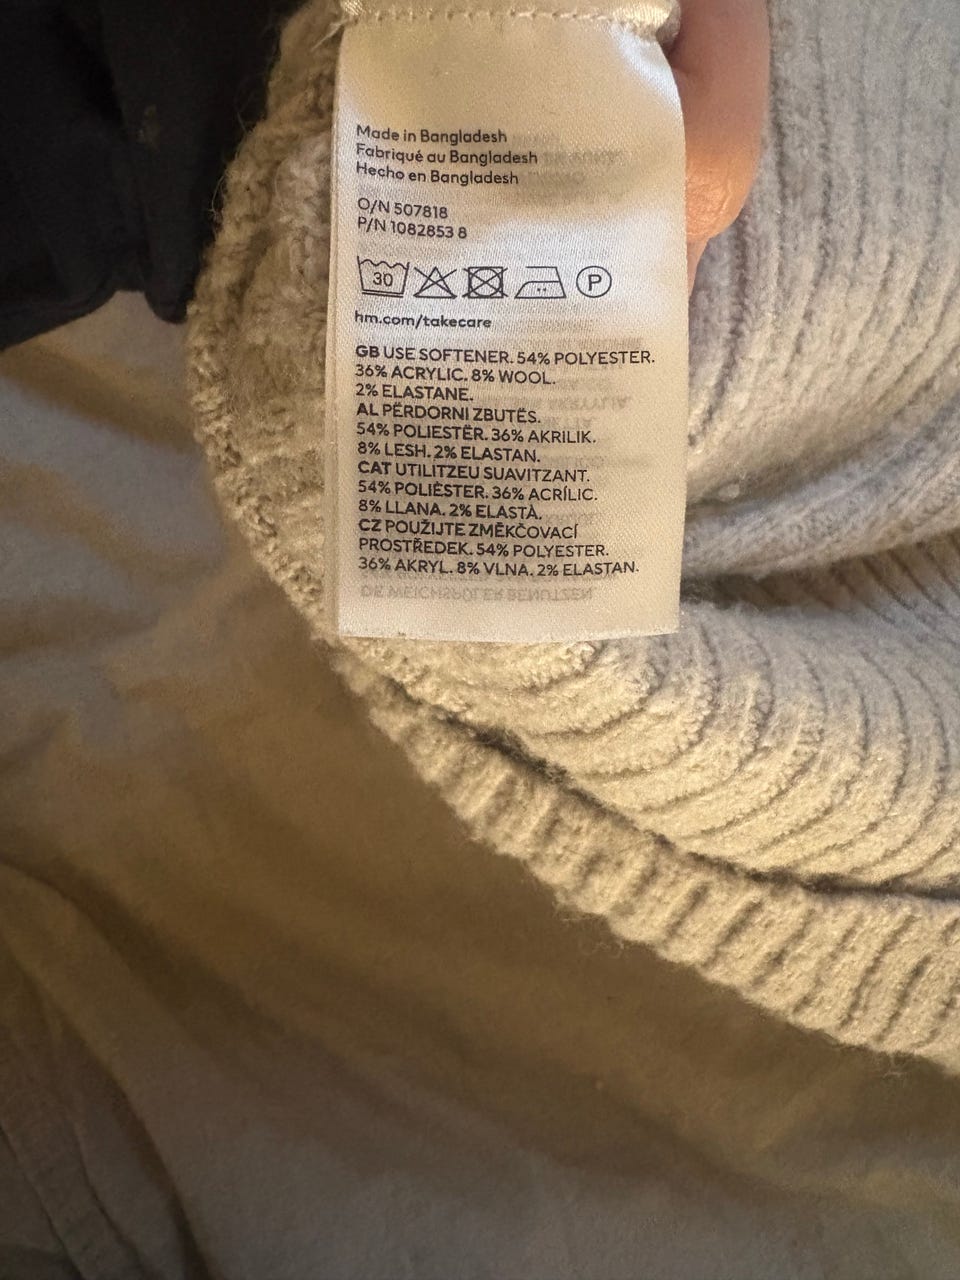 Made in Bangladesh
Fabriqué au Bangladesh
Hecho en Bangladesh
O/N 507818
P/N 1082853 8
30
P
hm.com/takecare
GB USE SOFTENER. 54% POLYESTER.
36% ACRYLIC. 8% WOOL.
2% ELASTANE.
AL PËRDORNI ZBUTËS.
54% POLIESTËR. 36% AKRILIK.
8% LESH. 2% ELASTAN.
CAT UTILITZEU SUAVITZANT.
54% POLIÈSTER. 36% ACRÍLIC.
8% LLANA. 2% ELASTÀ.
CZ POUŽIJTE ZMĚKČOVACÍ
PROSTŘEDEK. 54% POLYESTER.
36% AKRYL. 8% VLNA. 2% ELASTAN.
DE WEICHSPÜLER BENUTZEN.